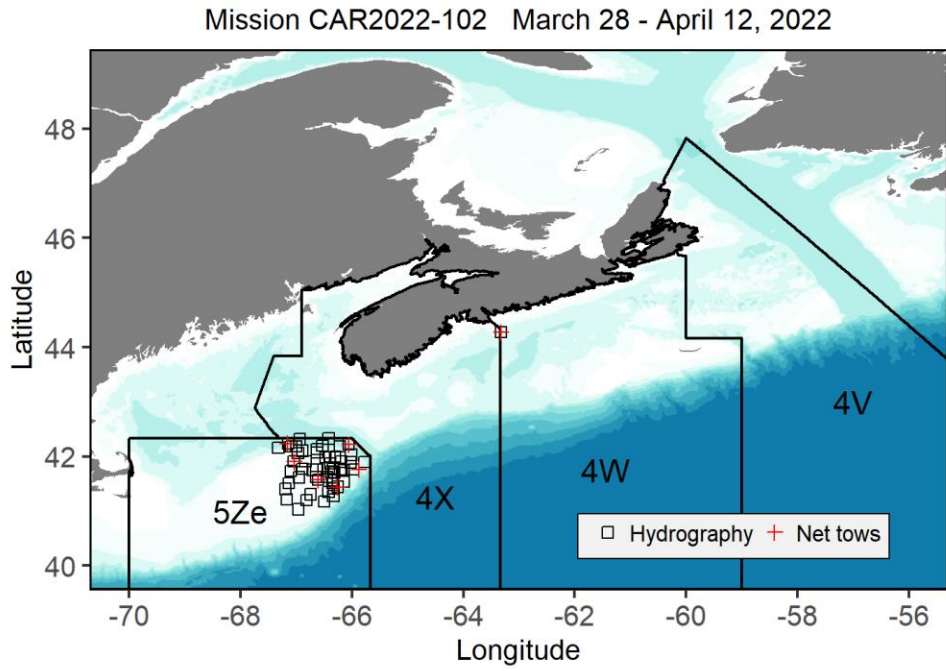 Mission CAR2022-102 March 28 - April 12, 2022
48
46
44
42
40
Latitude
4V
4W
4X
5Ze
Hydrography Net tows
-70 -68 -66 -64 -62 -60 -58 -56
Longitude